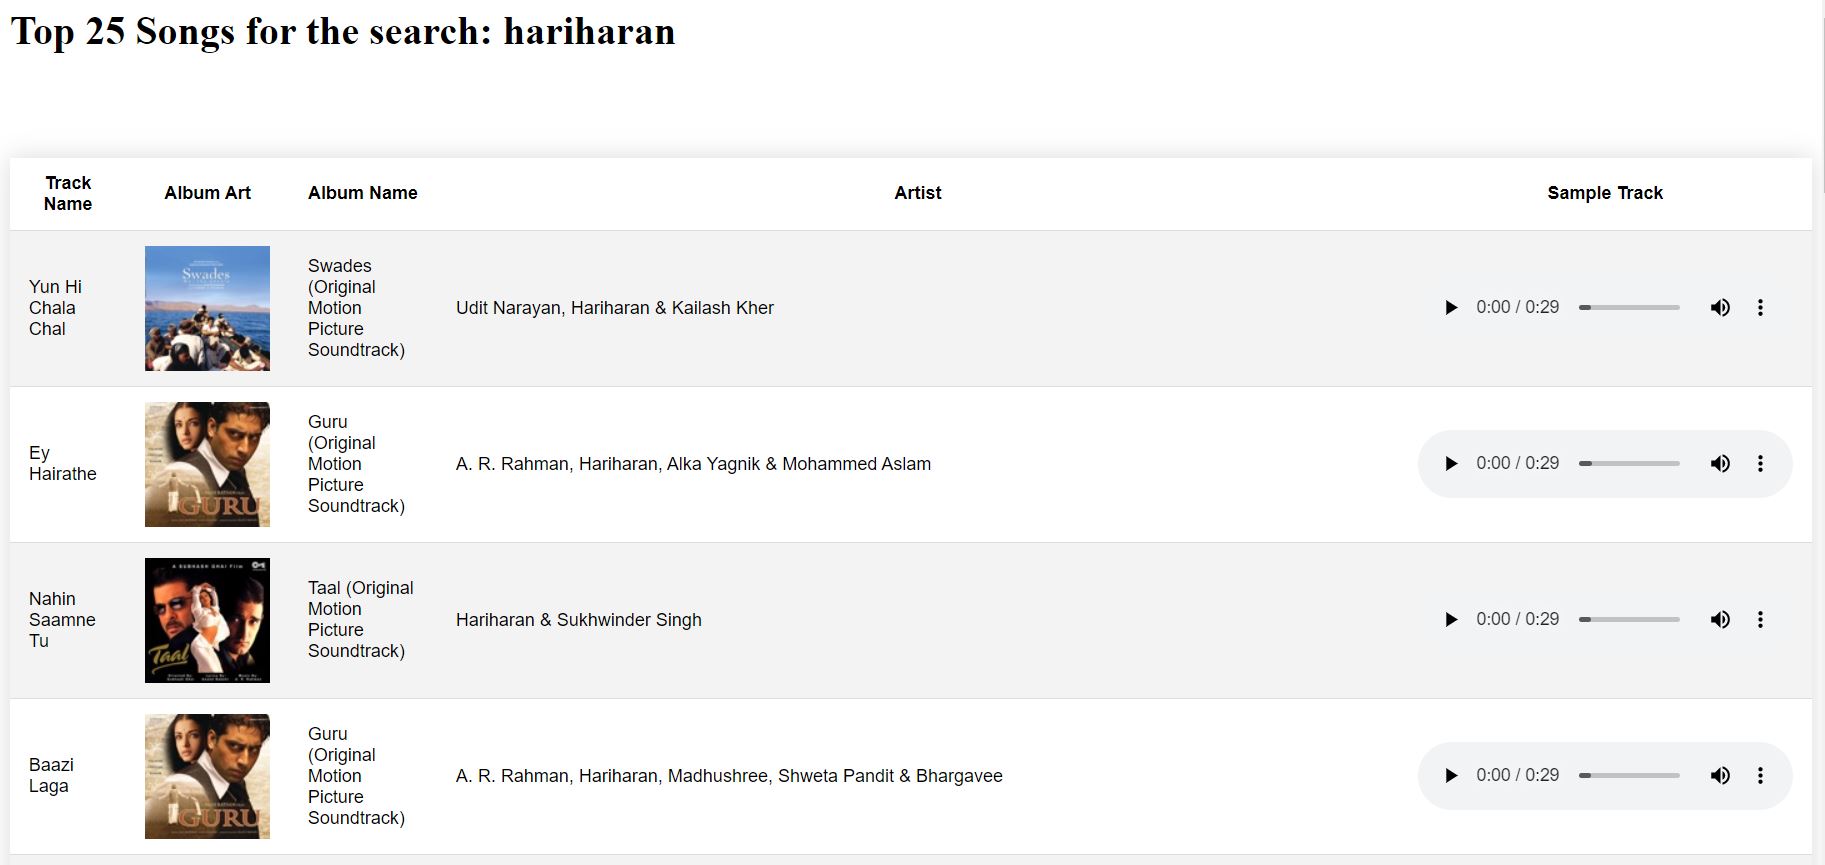 Top 25 Songs for the search: hariharan
Track
Name
Album Art
Album Name
Artist
Sample Track
Yun Hi
Chala
Chal
Swades
Swades
(Original
Motion
Picture
Soundtrack)
Udit Narayan, Hariharan & Kailash Kher
0:00 / 0:29
Ey
Hairathe
GURU
Guru
(Original
Motion
Picture
Soundtrack)
A. R. Rahman, Hariharan, Alka Yagnik & Mohammed Aslam
0:00 / 0:29
Nahin
Saamne
Tu
A SUBHASH GHAI Film
Taal
Taal (Original
Motion
Picture
Soundtrack)
Hariharan & Sukhwinder Singh
0:00 / 0:29
Baazi
Laga
GURU
Guru
(Original
Motion
Picture
Soundtrack)
A. R. Rahman, Hariharan, Madhushree, Shweta Pandit & Bhargavee
0:00 / 0:29